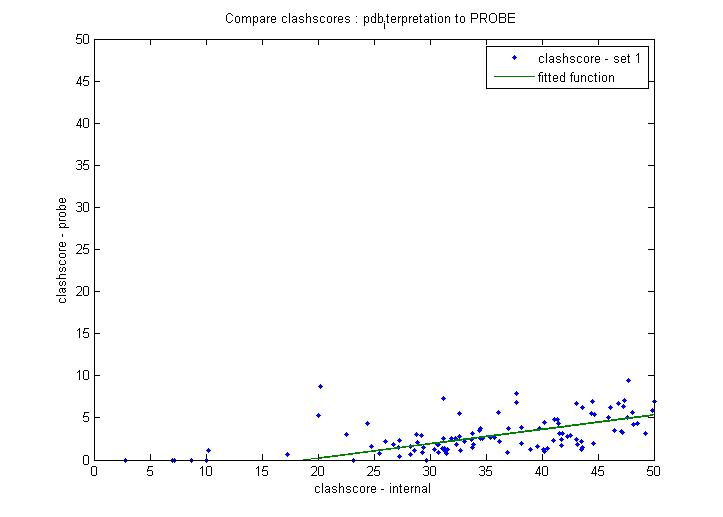 Compare clashscores : pdb_interpretation to PROBE
50
45
40
35
30
25
20
15
10
5
0
clashscore - probe
clashscore - set 1
fitted function
0 5 10 15 20 25 30 35 40 45 50
clashscore - internal